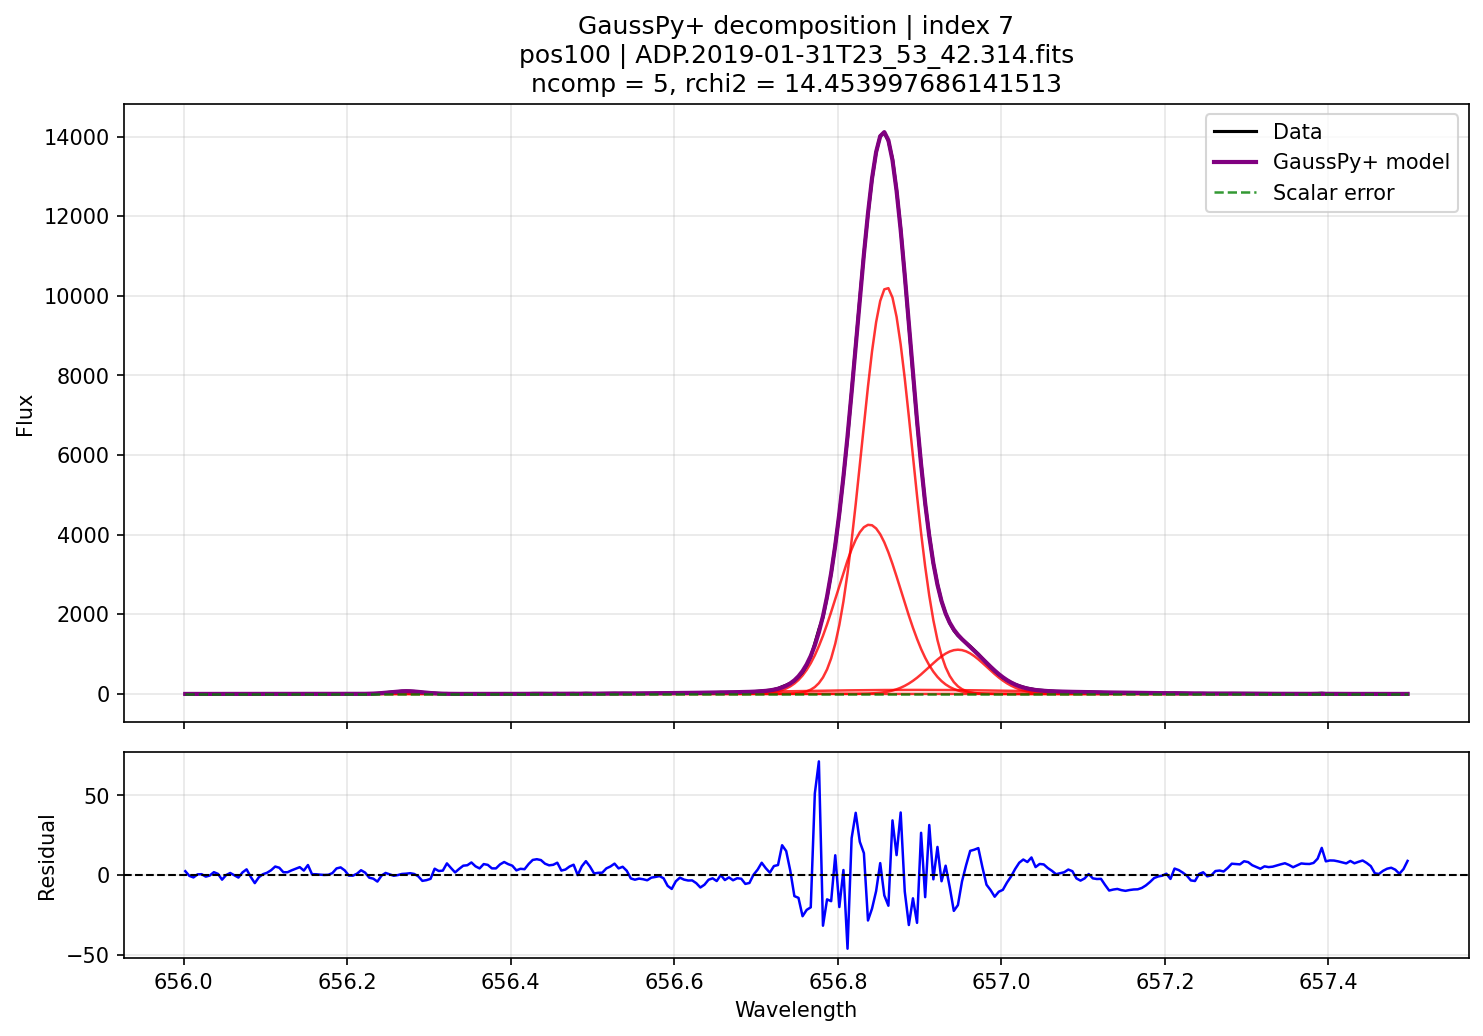 GaussPy+ decomposition | index 7
pos100 | ADP.2019-01-31T23_53_42.314.fits
ncomp = 5, rchi2 = 14.453997686141513
Data
GaussPy+ model
Scalar error
14000
12000
10000
8000
6000
4000
2000
0
Flux
50
0
−50
Residual
656.0
656.2
656.4
656.6
656.8
657.0
657.2
657.4
Wavelength